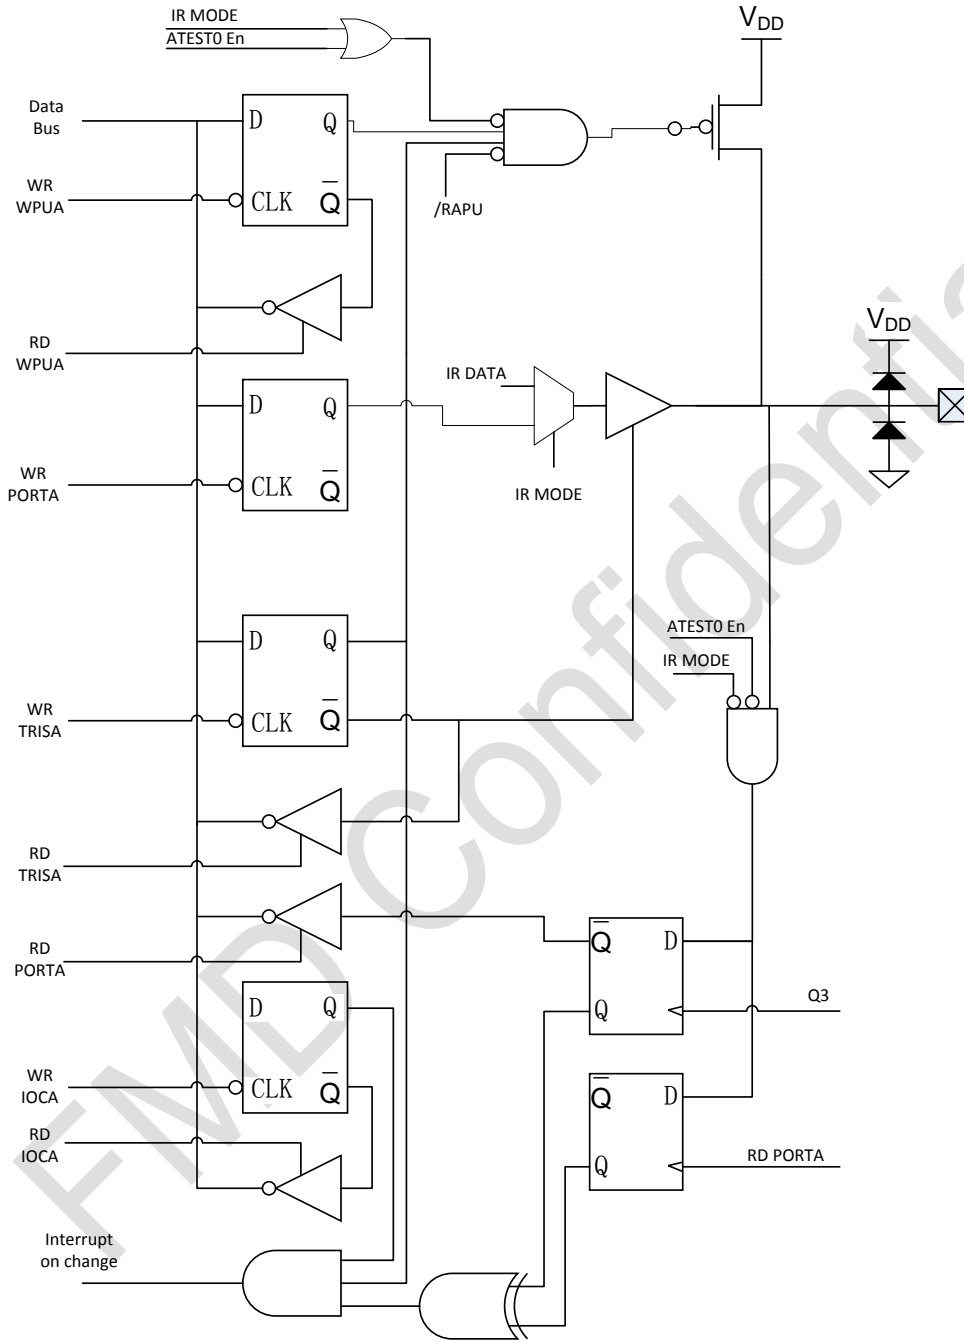 IR MODE
ATEST0 En
VDD
Data
Bus
D
Q
WR
WPUA
CLK
Q
/RAPU
RD
WPUA
VDD
IR DATA
D
Q
WR
PORTA
CLK
Q
IR MODE
ATEST0 En
D
Q
IR MODE
WR
TRISA
CLK
Q
RD
TRISA
RD
PORTA
Q
D
D
Q
Q
Q3
WR
IOCA
CLK
Q
Q
D
RD
IOCA
Q
RD PORTA
Interrupt
on change
FMD Confidentia